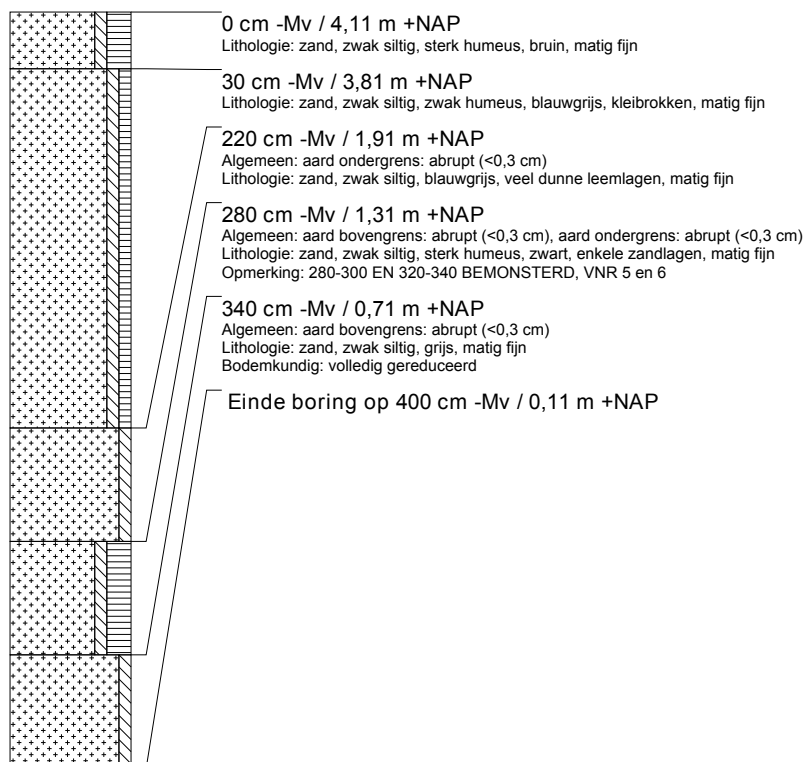 0 cm -Mv / 4,11 m +NAP
Lithologie: zand, zwak siltig, sterk humeus, bruin, matig fijn
30 cm -Mv / 3,81 m +NAP
Lithologie: zand, zwak siltig, zwak humeus, blauwgrijs, kleibrokken, matig fijn
220 cm -Mv / 1,91 m +NAP
Algemeen: aard ondergrens: abrupt (<0,3 cm)
Lithologie: zand, zwak siltig, blauwgrijs, veel dunne leemlagen, matig fijn
280 cm -Mv / 1,31 m +NAP
Algemeen: aard bovengrens: abrupt (<0,3 cm), aard ondergrens: abrupt (<0,3 cm)
Lithologie: zand, zwak siltig, sterk humeus, zwart, enkele zandlagen, matig fijn
Opmerking: 280-300 EN 320-340 BEMONSTERD, VNR 5 en 6
340 cm -Mv / 0,71 m +NAP
Algemeen: aard bovengrens: abrupt (<0,3 cm)
Lithologie: zand, zwak siltig, grijs, matig fijn
Bodemkundig: volledig gereduceerd
Einde boring op 400 cm -Mv / 0,11 m +NAP